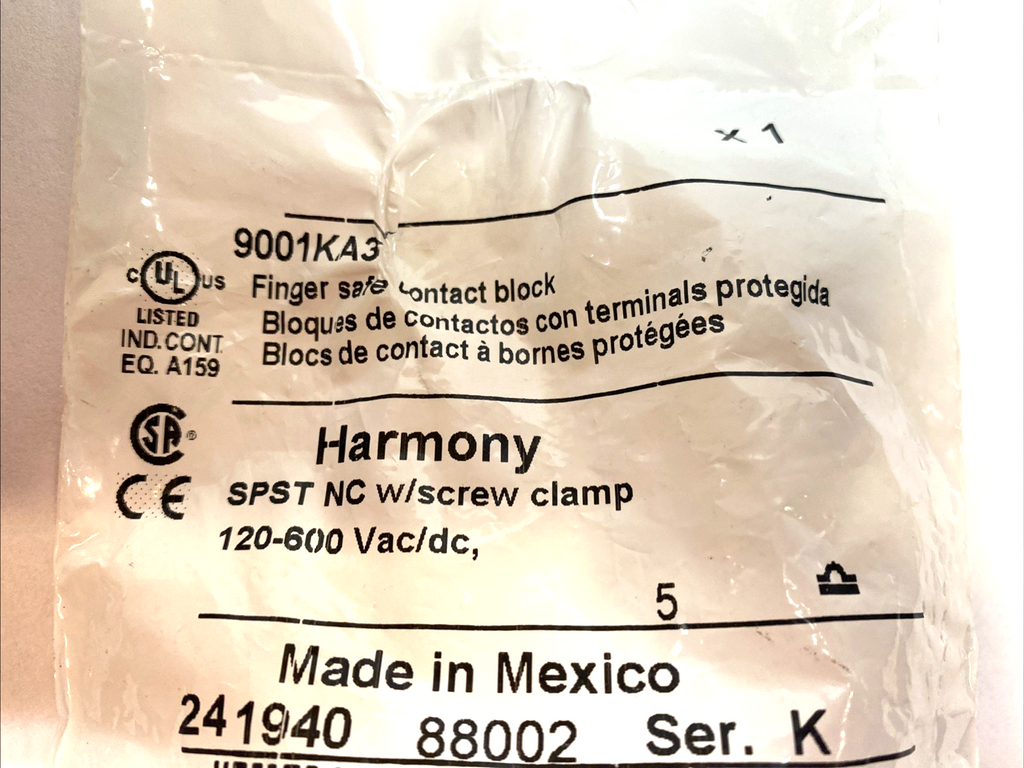 x 1
9001KA3
Finger safe contact block
Bloques de contactos con terminals protegida
Blocs de contact à bornes protégées
C UL US
LISTED
IND. CONT.
EQ. A159
SA ®
CE
Harmony
SPST NC w/screw clamp
120-600 Vac/dc,
5
Made in Mexico
241940 88002 Ser. K